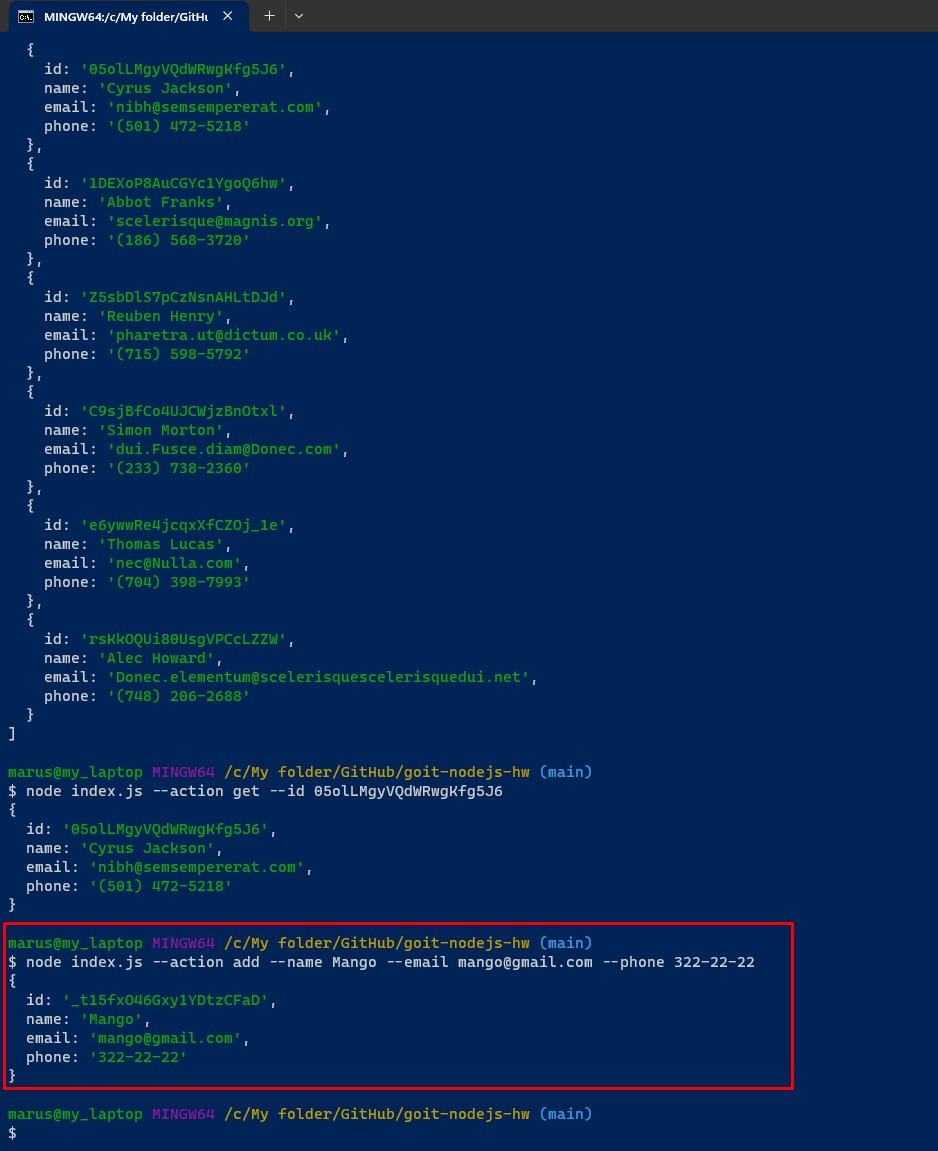 MINGW64:/c/My folder/GitHu
{
id: '05olLMgyVQdWRwgKfg5J6',
name: 'Cyrus Jackson',
email: 'nibh@semsempererat.com',
phone: '(501) 472-5218'
},
{
id: '1DEXoP8AuCGYc1YgoQ6hw',
name: 'Abbot Franks',
email: 'scelerisque@magnis.org',
phone: '(186) 568-3720'
},
{
id: 'Z5sbDlS7pCzNsnAHLtDJd',
name: 'Reuben Henry',
email: 'pharetra.ut@dictum.co.uk',
phone: '(715) 598-5792'
},
{
id: 'C9sjBfCo4UJCWjzBnOtxl',
name: 'Simon Morton',
email: 'dui.Fusce.diam@Donec.com',
phone: '(233) 738-2360'
},
{
id: 'e6ywwRe4jcqxXfCZOj_1e',
name: 'Thomas Lucas',
email: 'nec@Nulla.com',
phone: '(704) 398-7993'
},
{
id: 'rsKkOQUi80UsgVPCcLZZW',
name: 'Alec Howard',
email: 'Donec.elementum@scelerisquescelerisquedui.net',
phone: '(748) 206-2688'
}
]
marus@my_laptop MINGW64 /c/My folder/GitHub/goit-nodejs-hw (main)
$ node index.js --action get --id 05olLMgyVQdWRwgKfg5J6
{
id: '05olLMgyVQdWRwgKfg5J6',
name: 'Cyrus Jackson',
email: 'nibh@semsempererat.com',
phone: '(501) 472-5218'
}
marus@my_laptop MINGW64 /c/My folder/GitHub/goit-nodejs-hw (main)
$ node index.js --action add --name Mango --email mango@gmail.com --phone 322-22-22
{
id: '_t15fxO46Gxy1YDtzCFaD',
name: 'Mango',
email: 'mango@gmail.com',
phone: '322-22-22'
}
marus@my_laptop MINGW64 /c/My folder/GitHub/goit-nodejs-hw (main)
$